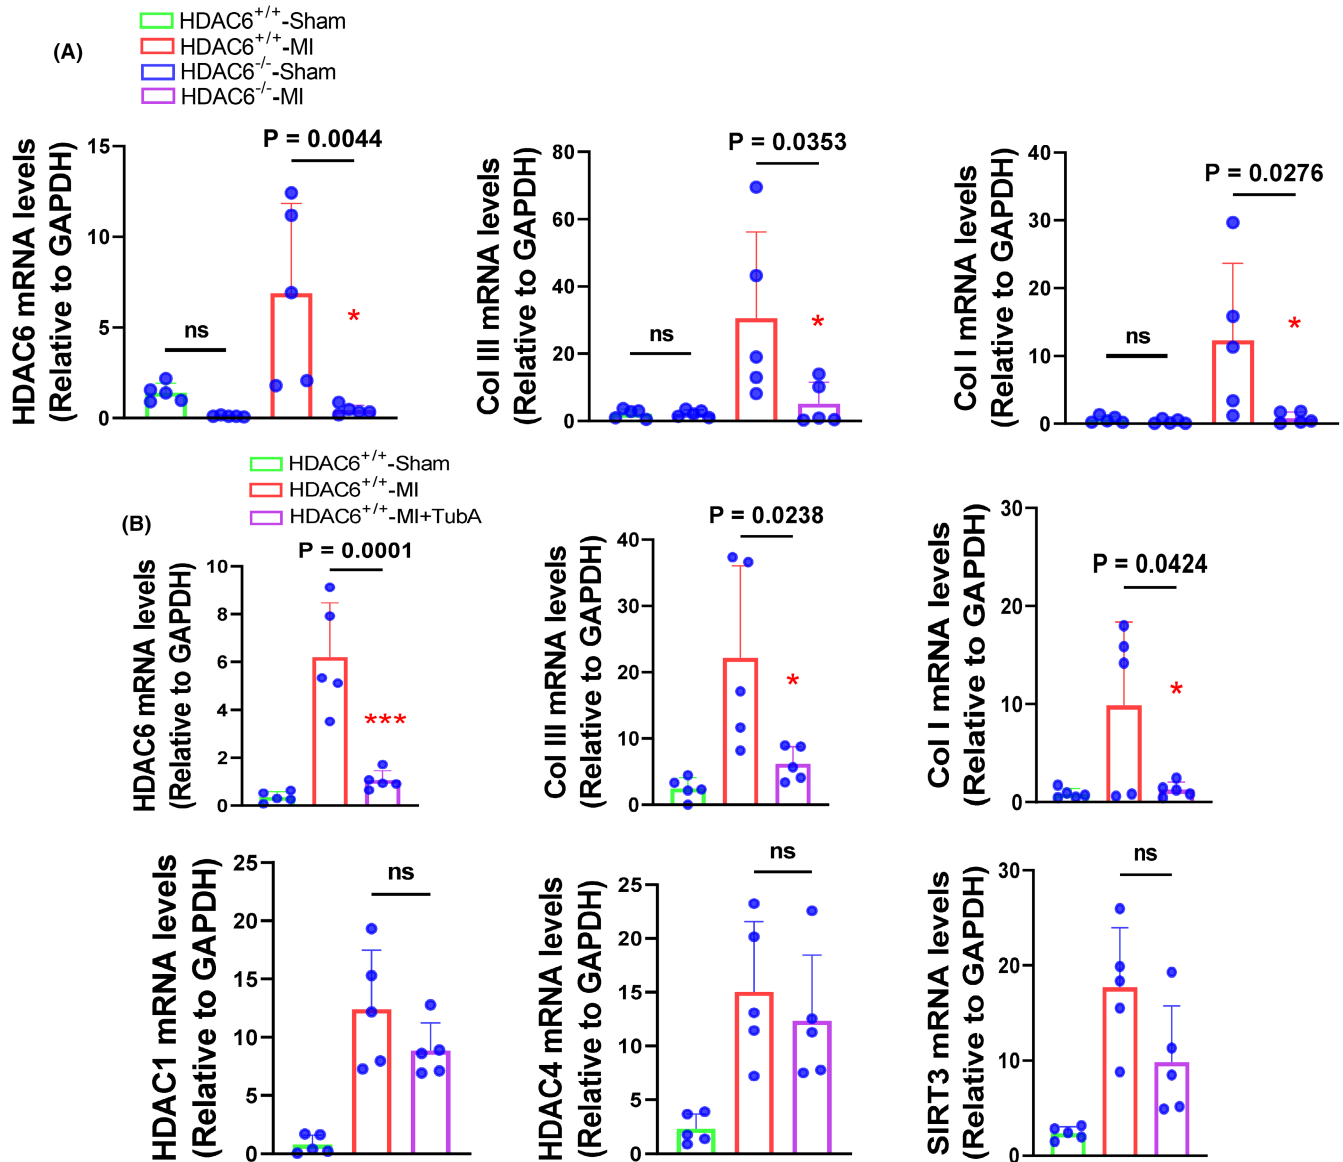 (A)
HDAC6+/+-Sham
HDAC6+/+-MI
HDAC6-/--Sham
HDAC6-/--MI
HDAC6 mRNA levels
(Relative to GAPDH)
15
10
5
0
ns
P = 0.0044
*
Col III mRNA levels
(Relative to GAPDH)
80
60
40
20
0
ns
P = 0.0353
*
Col I mRNA levels
(Relative to GAPDH)
40
30
20
10
0
ns
P = 0.0276
*
(B)
HDAC6+/+-Sham
HDAC6+/+-MI
HDAC6+/+-MI+TubA
HDAC6 mRNA levels
(Relative to GAPDH)
10
8
6
4
2
0
P = 0.0001
***
Col III mRNA levels
(Relative to GAPDH)
40
30
20
10
0
P = 0.0238
*
Col I mRNA levels
(Relative to GAPDH)
30
20
10
0
P = 0.0424
*
HDAC1 mRNA levels
(Relative to GAPDH)
25
20
15
10
5
0
ns
HDAC4 mRNA levels
(Relative to GAPDH)
25
20
15
10
5
0
ns
SIRT3 mRNA levels
(Relative to GAPDH)
30
20
10
0
ns